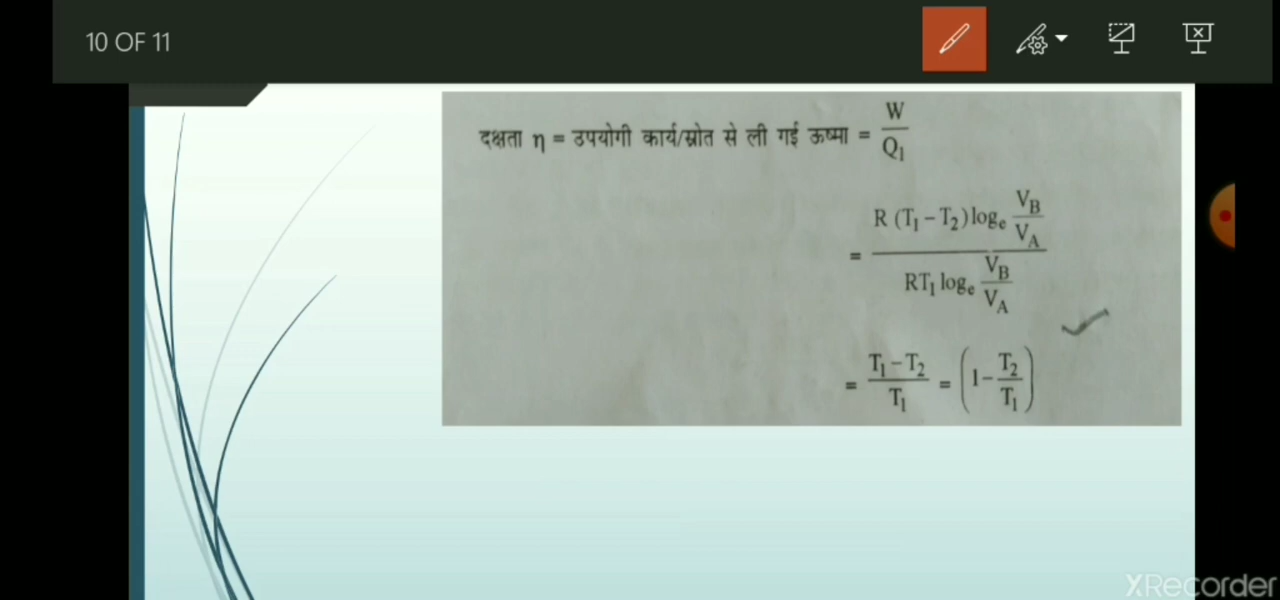 10 OF 11
दक्षता η = उपयोगी कार्य/स्रोत से ली गई ऊष्मा = W/Q₁
= R (T₁ – T₂) logₑ V_B/V_A / RT₁ logₑ V_B/V_A
= T₁ – T₂/T₁ = (1 – T₂/T₁)
XRecorder